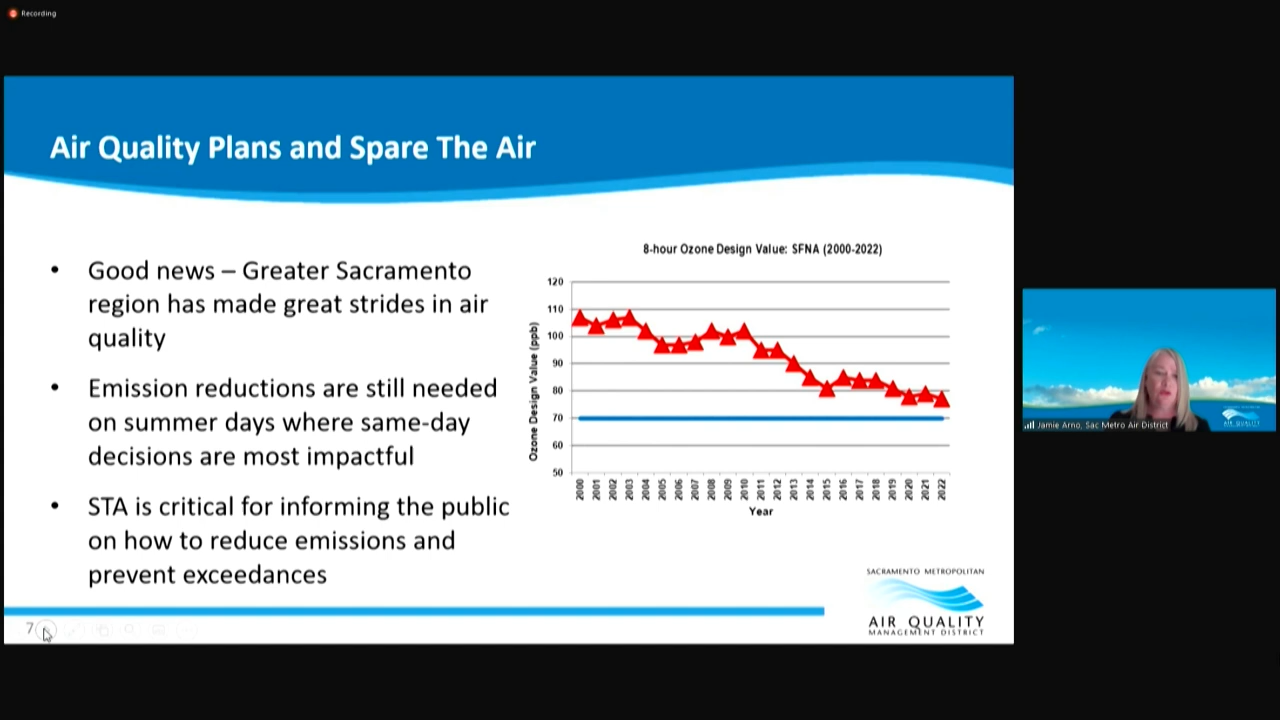 Recording
Air Quality Plans and Spare The Air
• Good news – Greater Sacramento
region has made great strides in air
quality
• Emission reductions are still needed
on summer days where same-day
decisions are most impactful
• STA is critical for informing the public
on how to reduce emissions and
prevent exceedances
8-hour Ozone Design Value: SFNA (2000-2022)
Ozone Design Value (ppb)
120
110
100
90
80
70
60
50
2000 2001 2002 2003 2004 2005 2006 2007 2008 2009 2010 2011 2012 2013 2014 2015 2016 2017 2018 2019 2020 2021 2022
Year
SACRAMENTO METROPOLITAN
AIR QUALITY
MANAGEMENT DISTRICT
7
Jamie Arno, Sac Metro Air District
AIR QUALITY